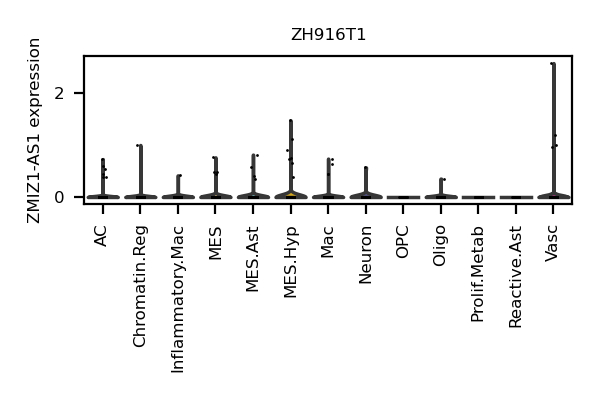 ZH916T1
ZMIZ1-AS1 expression
2
0
AC
Chromatin.Reg
Inflammatory.Mac
MES
MES.Ast
MES.Hyp
Mac
Neuron
OPC
Oligo
Prolif.Metab
Reactive.Ast
Vasc